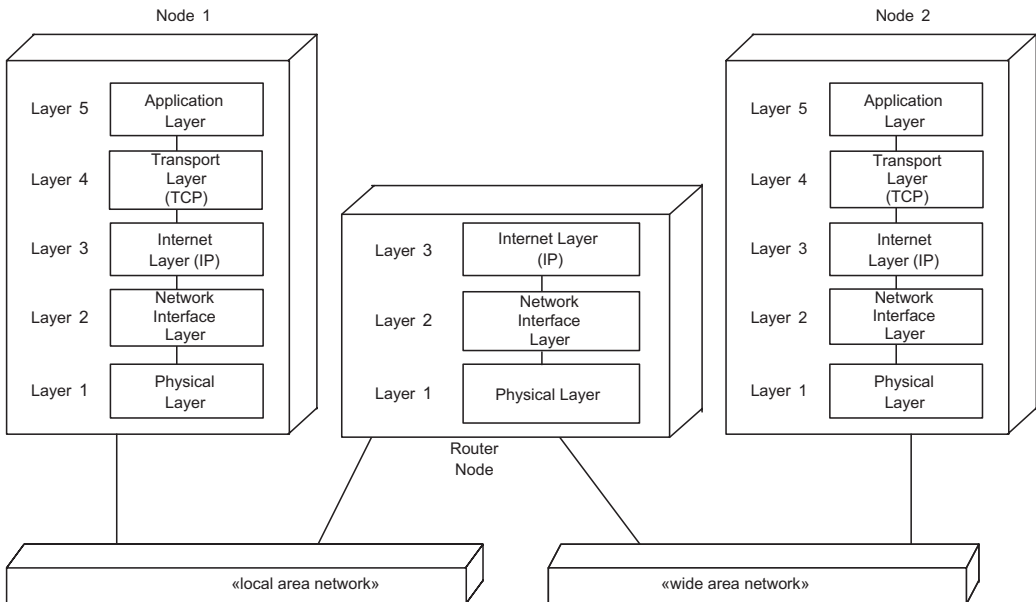 Node 1
Layer 5
Application
Layer
Layer 4
Transport
Layer
(TCP)
Layer 3
Internet
Layer (IP)
Layer 2
Network
Interface
Layer
Layer 1
Physical
Layer
Layer 3
Internet Layer
(IP)
Layer 2
Network
Interface
Layer
Layer 1
Physical Layer
Router
Node
Node 2
Layer 5
Application
Layer
Layer 4
Transport
Layer
(TCP)
Layer 3
Internet
Layer (IP)
Layer 2
Network
Interface
Layer
Layer 1
Physical
Layer
«local area network»
«wide area network»